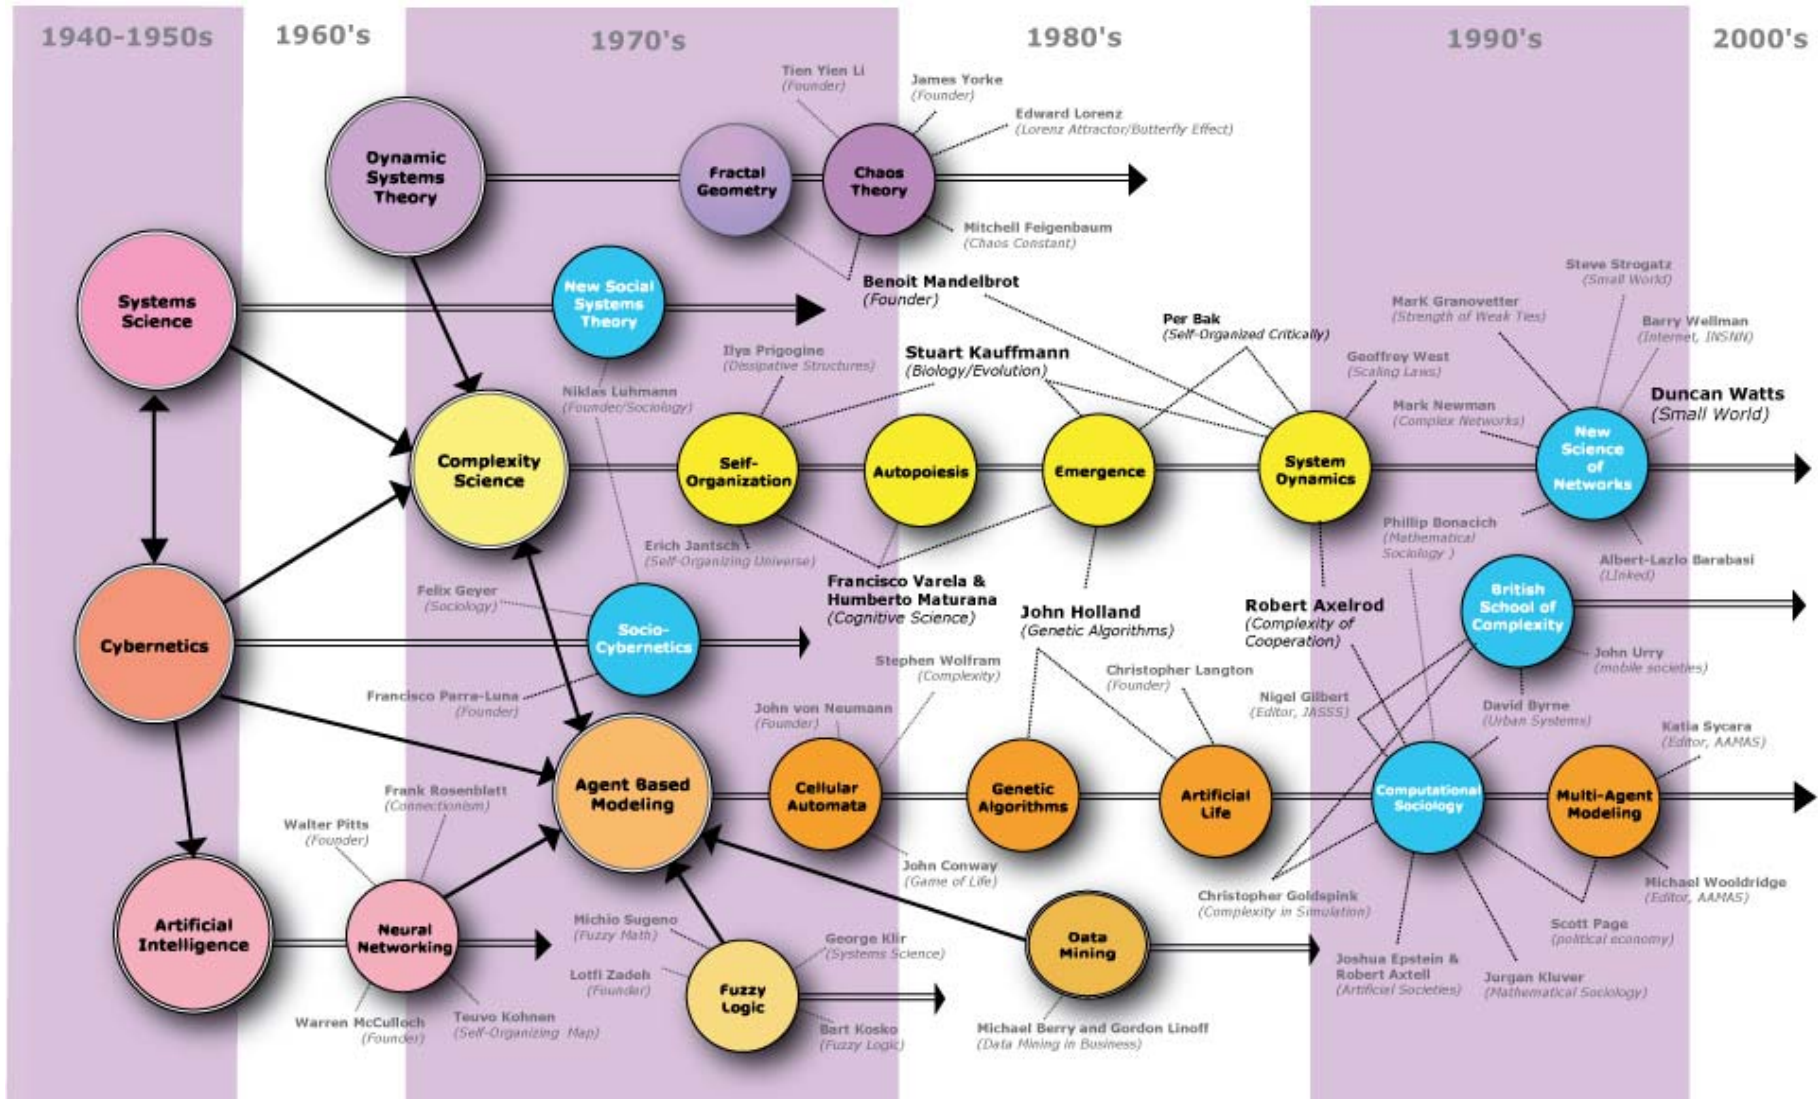 1940-1950s
1960's
1970's
1980's
1990's
2000's
Tien Yien Li
(Founder)
James Yorke
(Founder)
Edward Lorenz
(Lorenz Attractor/Butterfly Effect)
Dynamic
Systems
Theory
Fractal
Geometry
Chaos
Theory
Mitchell Feigenbaum
(Chaos Constant)
Benoit Mandelbrot
(Founder)
Systems
Science
New Social
Systems
Theory
Steve Strogatz
(Small World)
MarK Granovetter
(Strength of Weak Ties)
Barry Wellman
(Internet, INSNN)
Per Bak
(Self-Organized Critically)
Ilya Prigogine
(Dissipative Structures)
Stuart Kauffmann
(Biology/Evolution)
Geoffrey West
(Scaling Laws)
Duncan Watts
(Small World)
Niklas Luhmann
(Founder/Sociology)
Mark Newman
(Complex Networks)
Complexity
Science
Self-
Organization
Autopoiesis
Emergence
System
Dynamics
New
Science
of
Networks
Erich Jantsch
(Self-Organizing Universe)
Phillip Bonacich
(Mathematical
Sociology )
Albert-Lazlo Barabasi
(LInked)
Felix Geyer
(Sociology)
Francisco Varela &
Humberto Maturana
(Cognitive Science)
John Holland
(Genetic Algorithms)
Robert Axelrod
(Complexity of
Cooperation)
British
School of
Complexity
Cybernetics
Socio-
Cybernetics
John Urry
(mobile societies)
Stephen Wolfram
(Complexity)
Christopher Langton
(Founder)
Francisco Parra-Luna
(Founder)
John von Neumann
(Founder)
Nigel Gilbert
(Editor, JASSS)
David Byrne
(Urban Systems)
Katia Sycara
(Editor, AAMAS)
Agent Based
Modeling
Cellular
Automata
Genetic
Algorithms
Artificial
Life
Computational
Sociology
Multi-Agent
Modeling
Frank Rosenblatt
(Connectionism)
Walter Pitts
(Founder)
John Conway
(Game of Life)
Christopher Goldspink
(Complexity in Simulation)
Michael Wooldridge
(Editor, AAMAS)
Artificial
Intelligence
Neural
Networking
Michio Sugeno
(Fuzzy Math)
George Klir
(Systems Science)
Data
Mining
Scott Page
(political economy)
Lotfi Zadeh
(Founder)
Fuzzy
Logic
Joshua Epstein &
Robert Axtell
(Artificial Societies)
Jurgan Kluver
(Mathematical Sociology)
Warren McCulloch
(Founder)
Teuvo Kohnen
(Self-Organizing Map)
Bart Kosko
(Fuzzy Logic)
Michael Berry and Gordon Linoff
(Data Mining in Business)